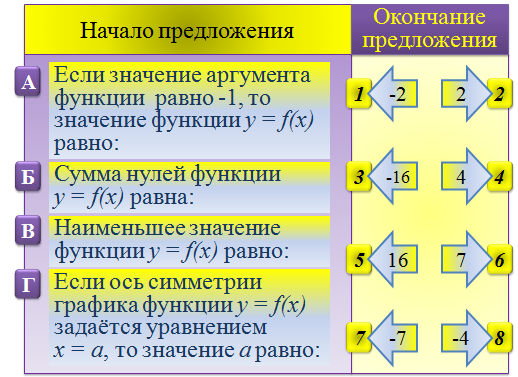 Начало предложения
Окончание
предложения
А
Если значение аргумента
функции равно -1, то
значение функции y = f(x)
равно:
Б
Сумма нулей функции
y = f(x) равна:
В
Наименьшее значение
функции y = f(x) равно:
Г
Если ось симметрии
графика функции y = f(x)
задаётся уравнением
x = a, то значение a равно:
1 -2 2 2
3 -16 4 4
5 16 7 6
7 -7 -4 8